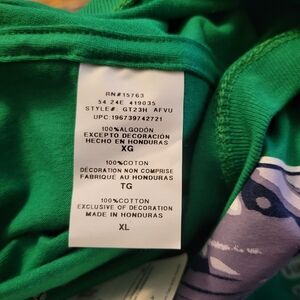 RN#15763
54 24E 419035
STYLE# GT23H AFVU
UPC:196739742721
100%ALGODÓN
EXCEPTO DECORACIÓN
HECHO EN HONDURAS
XG
100%COTON
DÉCORATION NON COMPRISE
FABRIQUÉ AU HONDURAS
TG
100%COTTON
EXCLUSIVE OF DECORATION
MADE IN HONDURAS
XL